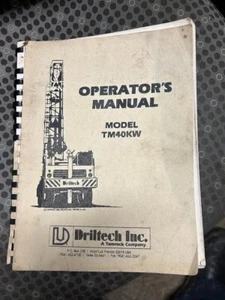 OPERATOR'S
MANUAL
MODEL
TM40KW
Driltech
Driltech Inc.
A Tamrock Company